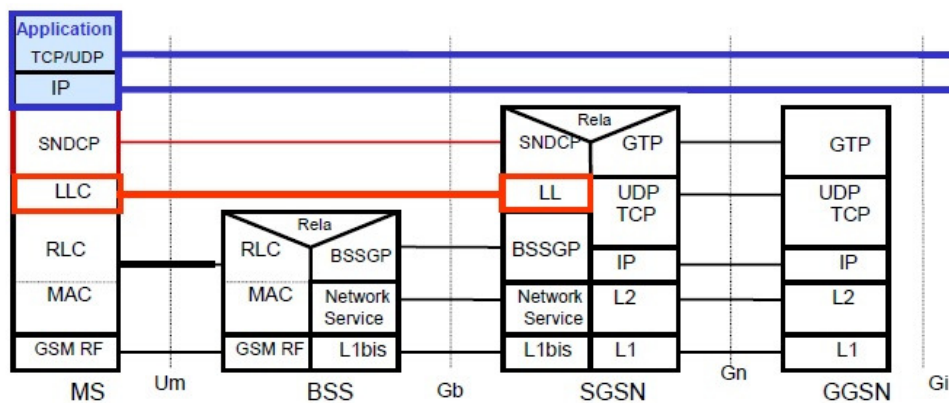 Application
TCP/UDP
IP
SNDCP
LLC
RLC
MAC
GSM RF
MS
Um
Rela
RLC
BSSGP
MAC
Network
Service
GSM RF
L1bis
BSS
Gb
Rela
SNDCP
GTP
LL
UDP
TCP
BSSGP
IP
Network
Service
L2
L1bis
L1
SGSN
Gn
GTP
UDP
TCP
IP
L2
L1
GGSN
Gi